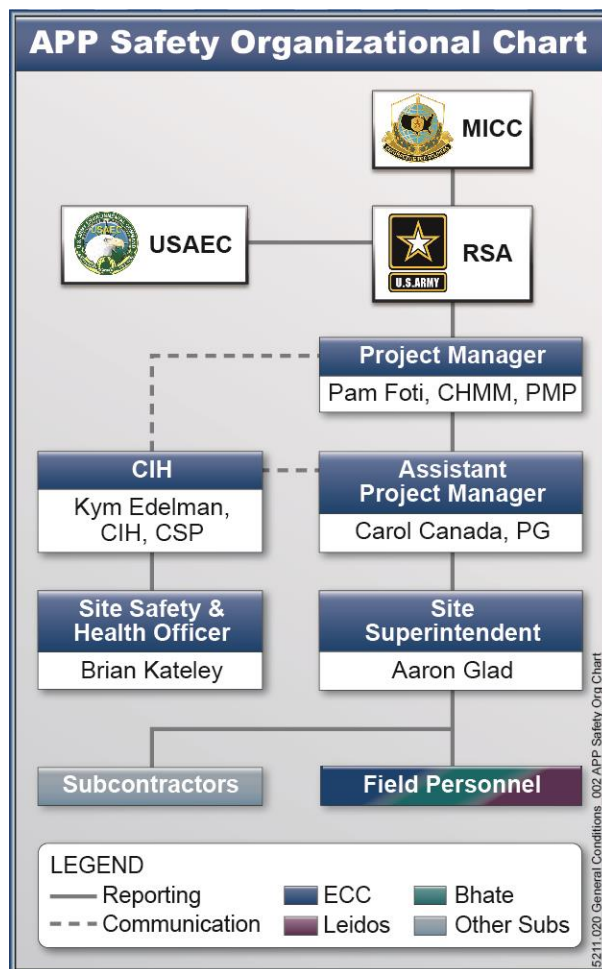 APP Safety Organizational Chart
MICC
USAEC
RSA
U.S.ARMY
Project Manager
Pam Foti, CHMM, PMP
CIH
Kym Edelman,
CIH, CSP
Assistant
Project Manager
Carol Canada, PG
Site Safety &
Health Officer
Brian Kateley
Site
Superintendent
Aaron Glad
Subcontractors
Field Personnel
LEGEND
Reporting
Communication
ECC
Bhate
Leidos
Other Subs
5211.020 General Conditions 002 APP Safety Org Chart